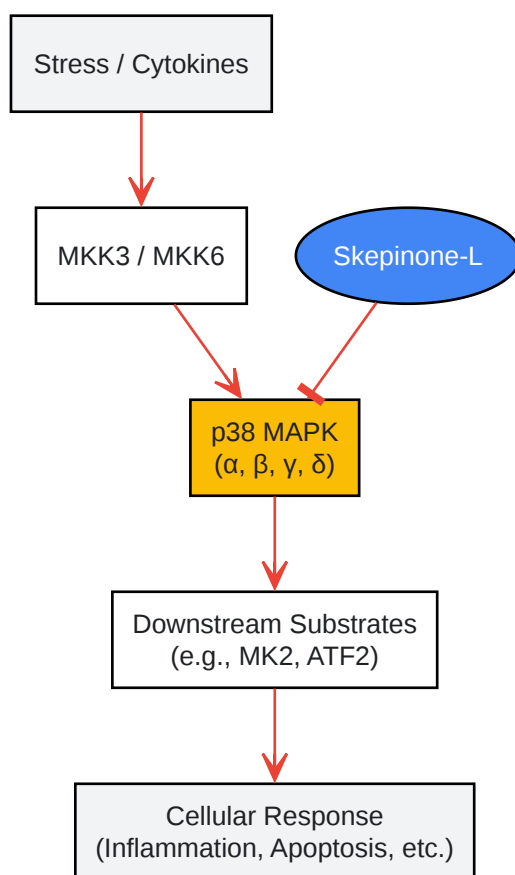 Stress / Cytokines
MKK3 / MKK6
Skepinone-L
p38 MAPK
(α, β, γ, δ)
Downstream Substrates
(e.g., MK2, ATF2)
Cellular Response
(Inflammation, Apoptosis, etc.)